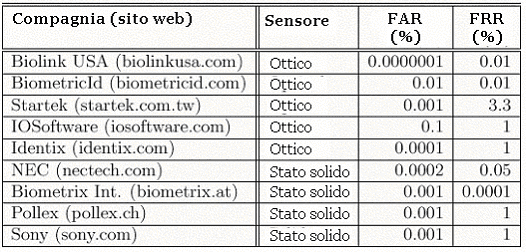 Compagnia (sito web) Sensore FAR (%) FRR (%)
Biolink USA (biolinkusa.com) Ottico 0.0000001 0.01
BiometricId (biometricid.com) Ottico 0.01 0.01
Startek (startek.com.tw) Ottico 0.001 3.3
IOSoftware (iosoftware.com) Ottico 0.1 1
Identix (identix.com) Ottico 0.0001 1
NEC (nectech.com) Stato solido 0.0002 0.05
Biometrix Int. (biometrix.at) Stato solido 0.001 0.0001
Pollex (pollex.ch) Stato solido 0.001 1
Sony (sony.com) Stato solido 0.001 1